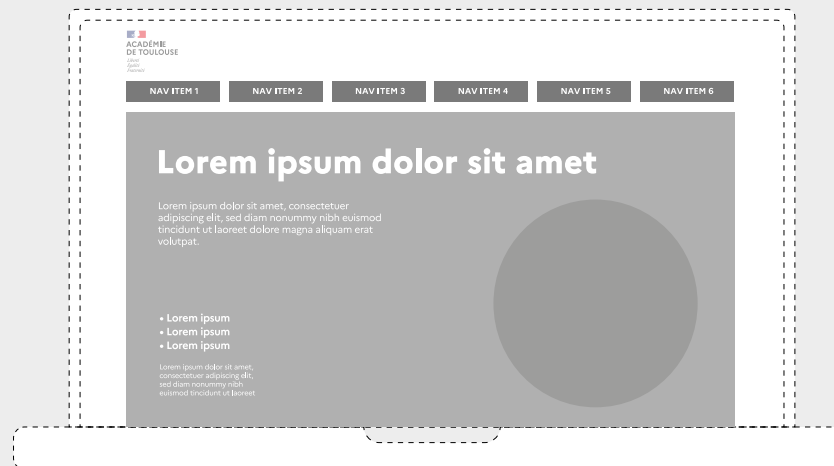 ACADÉMIE
DE TOULOUSE
Liberté
Égalité
Fraternité
NAV ITEM 1
NAV ITEM 2
NAV ITEM 3
NAV ITEM 4
NAV ITEM 5
NAV ITEM 6
Lorem ipsum dolor sit amet
Lorem ipsum dolor sit amet, consectetuer
adipiscing elit, sed diam nonummy nibh euismod
tincidunt ut laoreet dolore magna aliquam erat
volutpat.
• Lorem ipsum
• Lorem ipsum
• Lorem ipsum
Lorem ipsum dolor sit amet,
consectetuer adipiscing elit,
sed diam nonummy nibh
euismod tincidunt ut laoreet